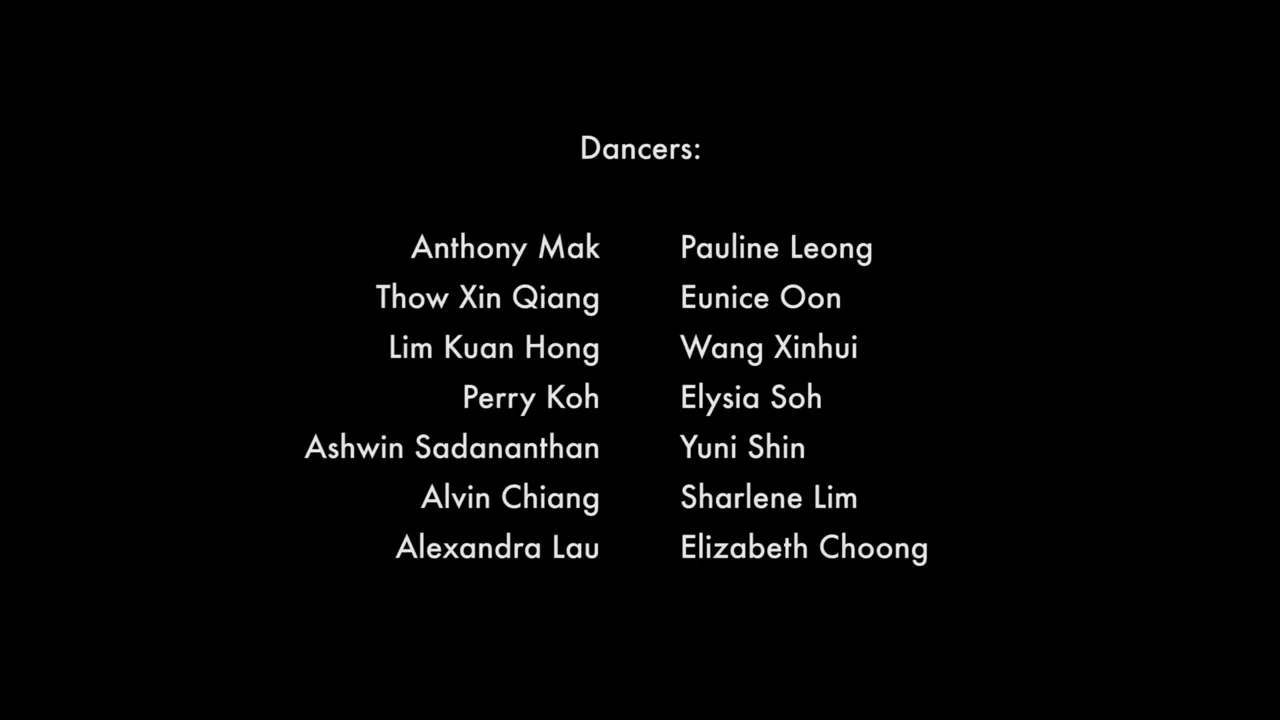 Dancers:
Anthony Mak Pauline Leong
Thow Xin Qiang Eunice Oon
Lim Kuan Hong Wang Xinhui
Perry Koh Elysia Soh
Ashwin Sadananthan Yuni Shin
Alvin Chiang Sharlene Lim
Alexandra Lau Elizabeth Choong